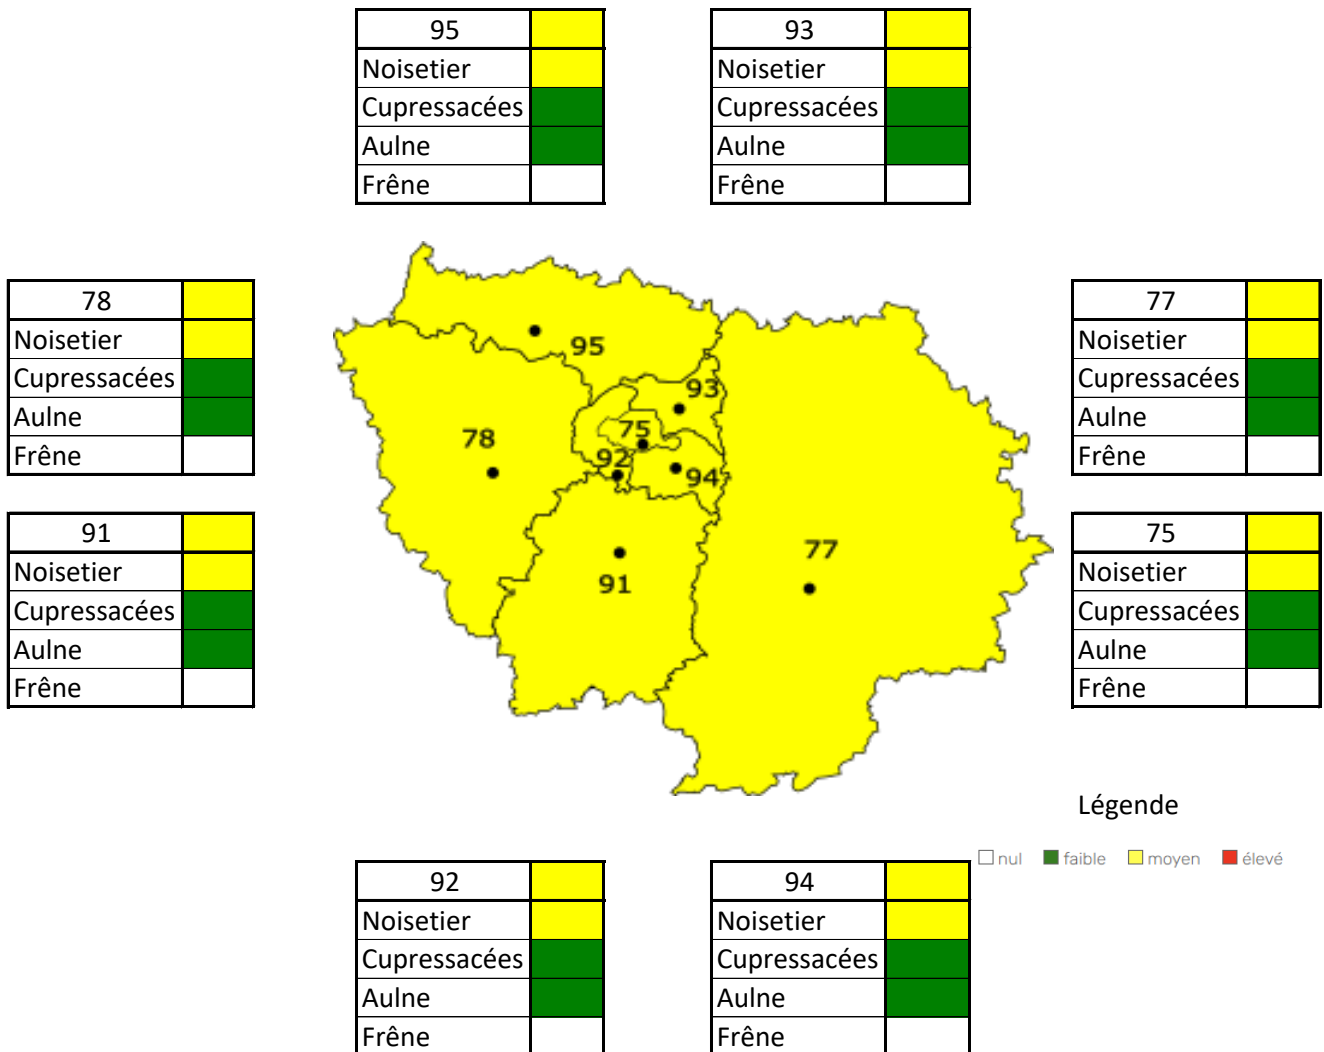 95
Noisetier
Cupressacées
Aulne
Frêne
93
Noisetier
Cupressacées
Aulne
Frêne
78
Noisetier
Cupressacées
Aulne
Frêne
77
Noisetier
Cupressacées
Aulne
Frêne
95
93
75
78
92
94
77
91
91
Noisetier
Cupressacées
Aulne
Frêne
75
Noisetier
Cupressacées
Aulne
Frêne
Légende
nul faible moyen élevé
92
Noisetier
Cupressacées
Aulne
Frêne
94
Noisetier
Cupressacées
Aulne
Frêne